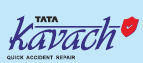 TATA
Kavach
QUICK ACCIDENT REPAIR